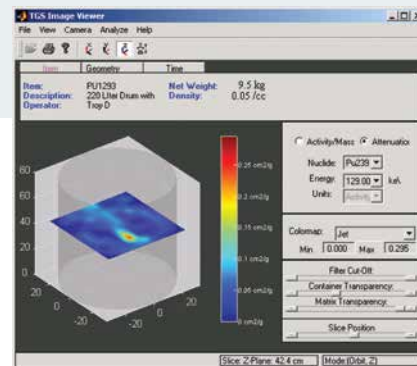 TGS Image Viewer
File View Camera Analyze Help
Item Geometry Time
Item: PU1293 Net Weight: 9.5 kg
Description: 220 Liter Drum with Density: 0.05 /cc
Operator: Troy D
Activity/Mass Attenuation
Nuclide: Pu239
Energy: 129.00 keV
Units: Activity
Colormap: Jet
Min 0.000 Max 0.295
Filter Cut-Off:
Container Transparency:
Matrix Transparency:
Slice Position
80
60
40
20
0
20
0
-20
-20
0
20
0.25 cm2/g
0.2 cm2/g
0.15 cm2/g
0.1 cm2/g
0.05 cm2/g
0 cm2/g
Slice: Z-Plane: 42.4 cm Mode:(Orbit, Z)